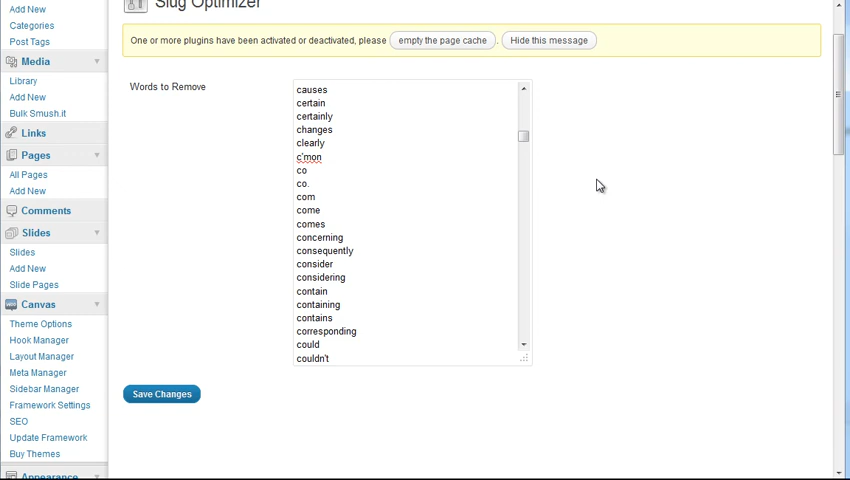 Slug Optimizer
Add New
Categories
Post Tags
Media
Library
Add New
Bulk Smush.it
Links
Pages
All Pages
Add New
Comments
Slides
Slides
Add New
Slide Pages
Canvas
Theme Options
Hook Manager
Layout Manager
Meta Manager
Sidebar Manager
Framework Settings
SEO
Update Framework
Buy Themes
Appearance
One or more plugins have been activated or deactivated, please empty the page cache . Hide this message
Words to Remove
causes
certain
certainly
changes
clearly
c'mon
co
co.
com
come
comes
concerning
consequently
consider
considering
contain
containing
contains
corresponding
could
couldn't
Save Changes